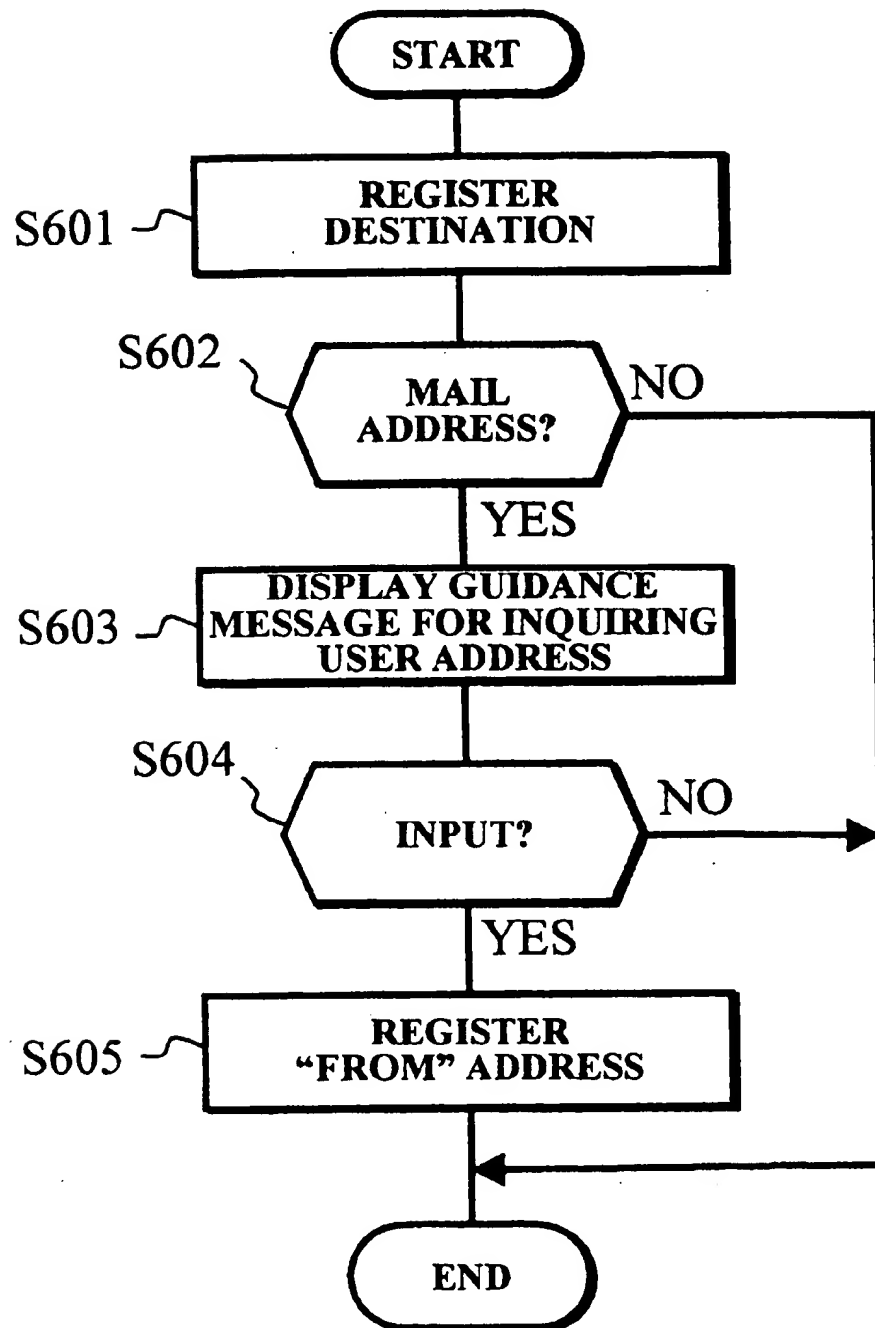 START
S601
REGISTER
DESTINATION
S602
MAIL
ADDRESS?
NO
YES
S603
DISPLAY GUIDANCE
MESSAGE FOR INQUIRING
USER ADDRESS
S604
INPUT?
NO
YES
S605
REGISTER
“FROM” ADDRESS
END